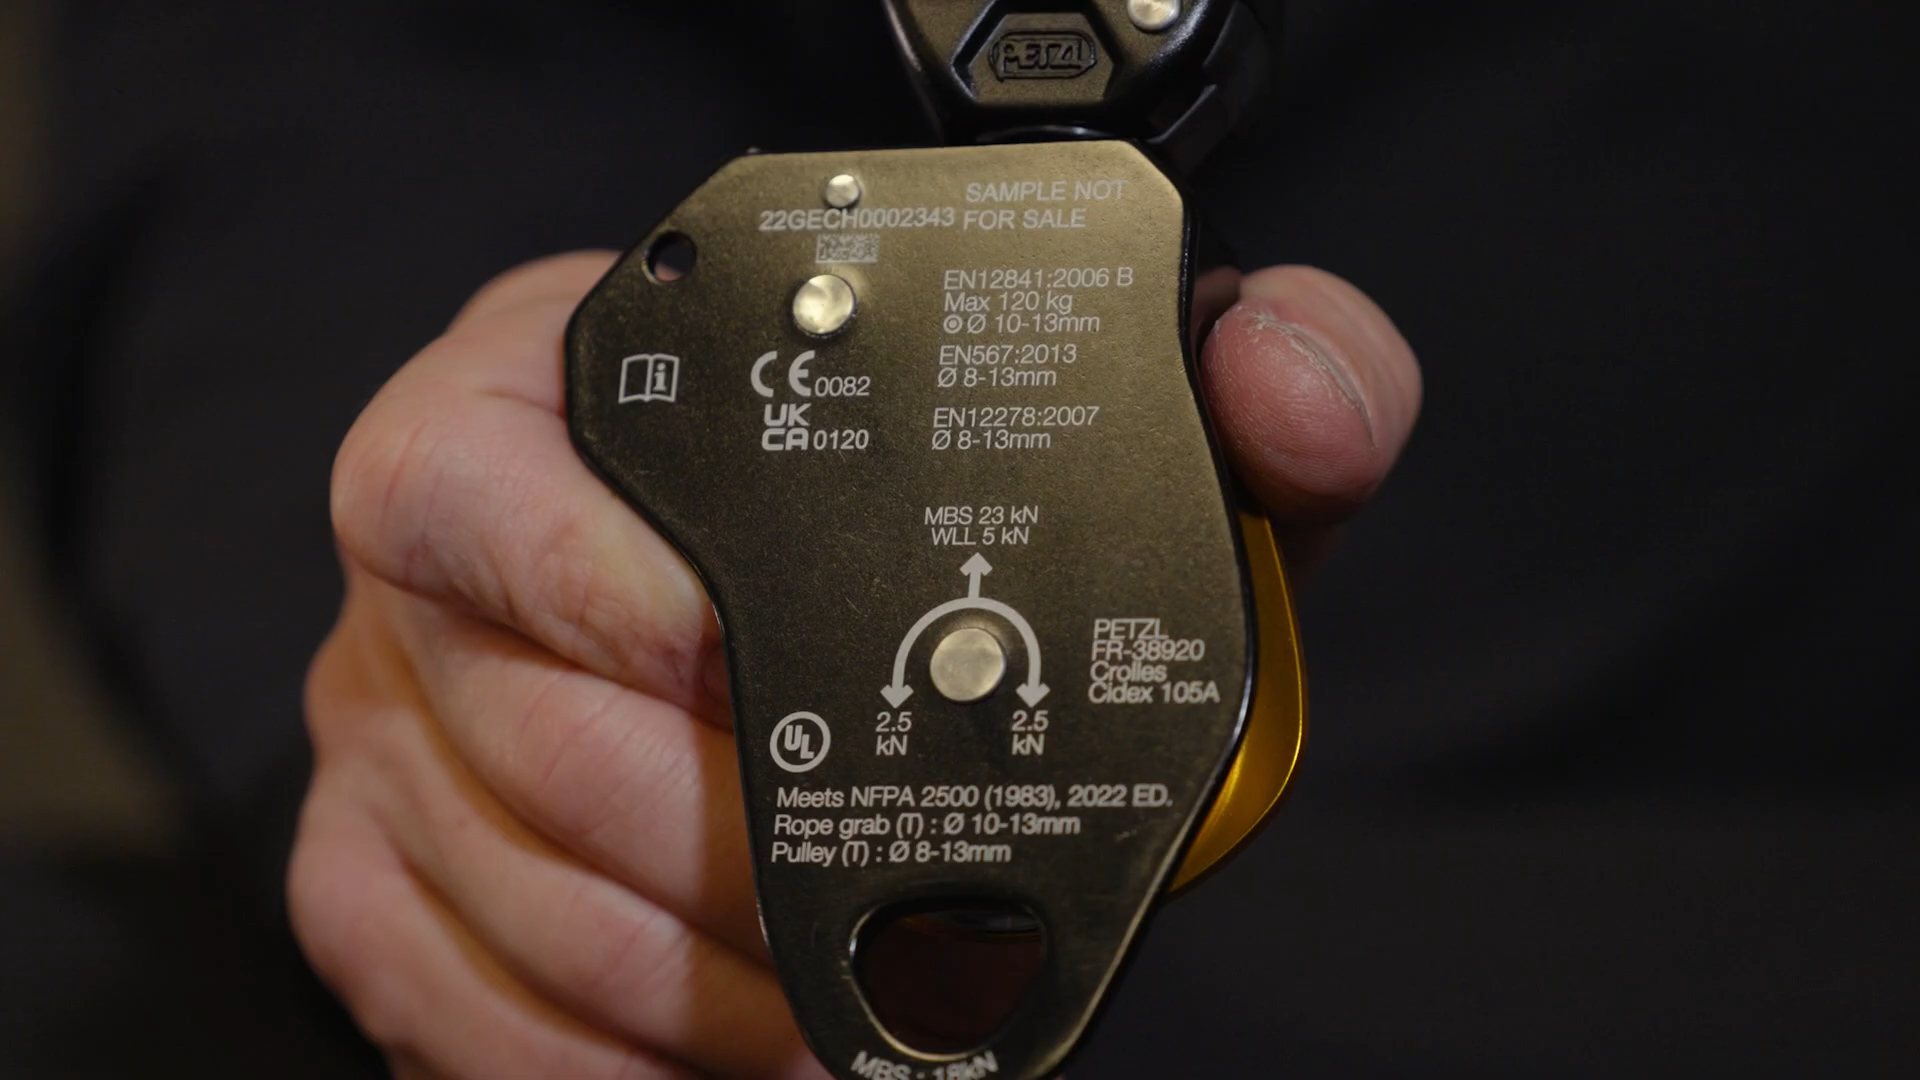 PETZL
SAMPLE NOT
FOR SALE
22GECH0002343
EN12841:2006 B
Max 120 kg
Ø 10-13mm
EN567:2013
Ø 8-13mm
EN12278:2007
Ø 8-13mm
i
CE 0082
UK
CA 0120
MBS 23 kN
WLL 5 kN
2.5
kN
2.5
kN
PETZL
FR-38920
Crolles
Cidex 105A
UL
Meets NFPA 2500 (1983), 2022 ED.
Rope grab (T) : Ø 10-13mm
Pulley (T) : Ø 8-13mm
MBS : 18kN